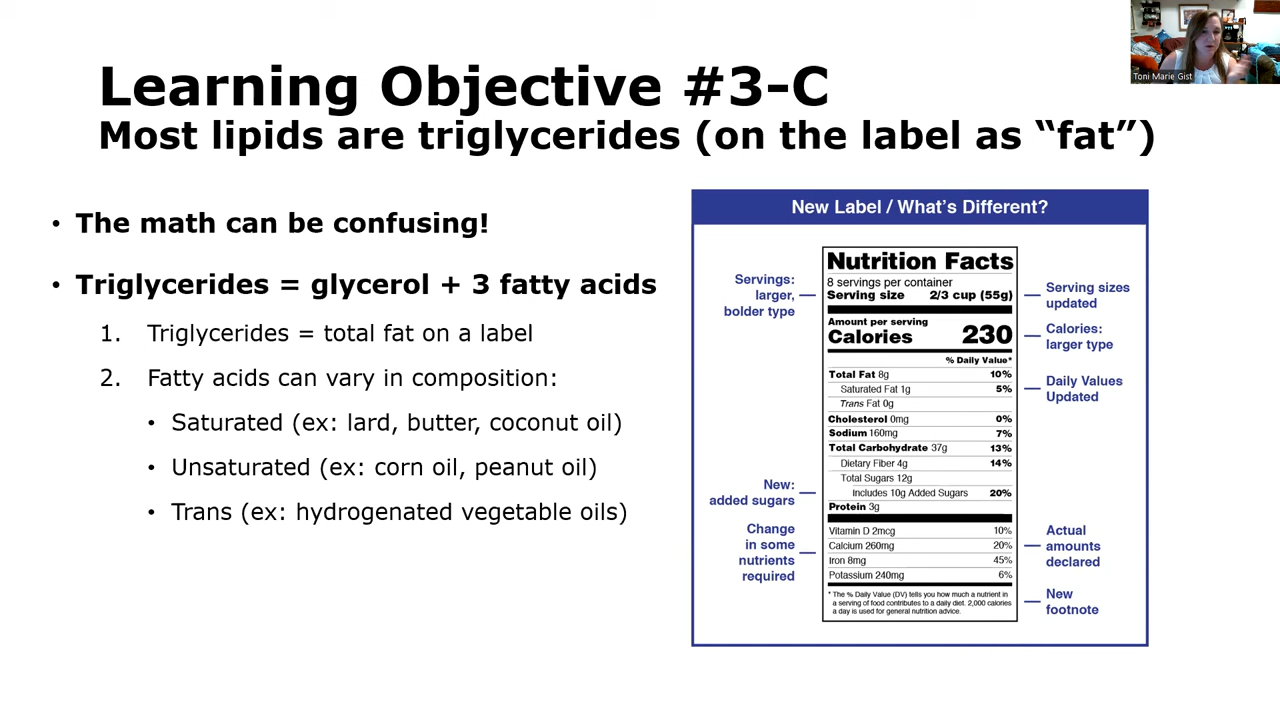 Learning Objective #3-C
Most lipids are triglycerides (on the label as “fat”)
Toni Marie Gist
• The math can be confusing!
• Triglycerides = glycerol + 3 fatty acids
1. Triglycerides = total fat on a label
2. Fatty acids can vary in composition:
• Saturated (ex: lard, butter, coconut oil)
• Unsaturated (ex: corn oil, peanut oil)
• Trans (ex: hydrogenated vegetable oils)
New Label / What’s Different?
Servings:
larger,
bolder type
New:
added sugars
Change
in some
nutrients
required
Nutrition Facts
8 servings per container
Serving size 2/3 cup (55g)
Amount per serving
Calories 230
% Daily Value*
Total Fat 8g 10%
Saturated Fat 1g 5%
Trans Fat 0g
Cholesterol 0mg 0%
Sodium 160mg 7%
Total Carbohydrate 37g 13%
Dietary Fiber 4g 14%
Total Sugars 12g
Includes 10g Added Sugars 20%
Protein 3g
Vitamin D 2mcg 10%
Calcium 260mg 20%
Iron 8mg 45%
Potassium 240mg 6%
* The % Daily Value (DV) tells you how much a nutrient in
a serving of food contributes to a daily diet. 2,000 calories
a day is used for general nutrition advice.
Serving sizes
updated
Calories:
larger type
Daily Values
Updated
Actual
amounts
declared
New
footnote